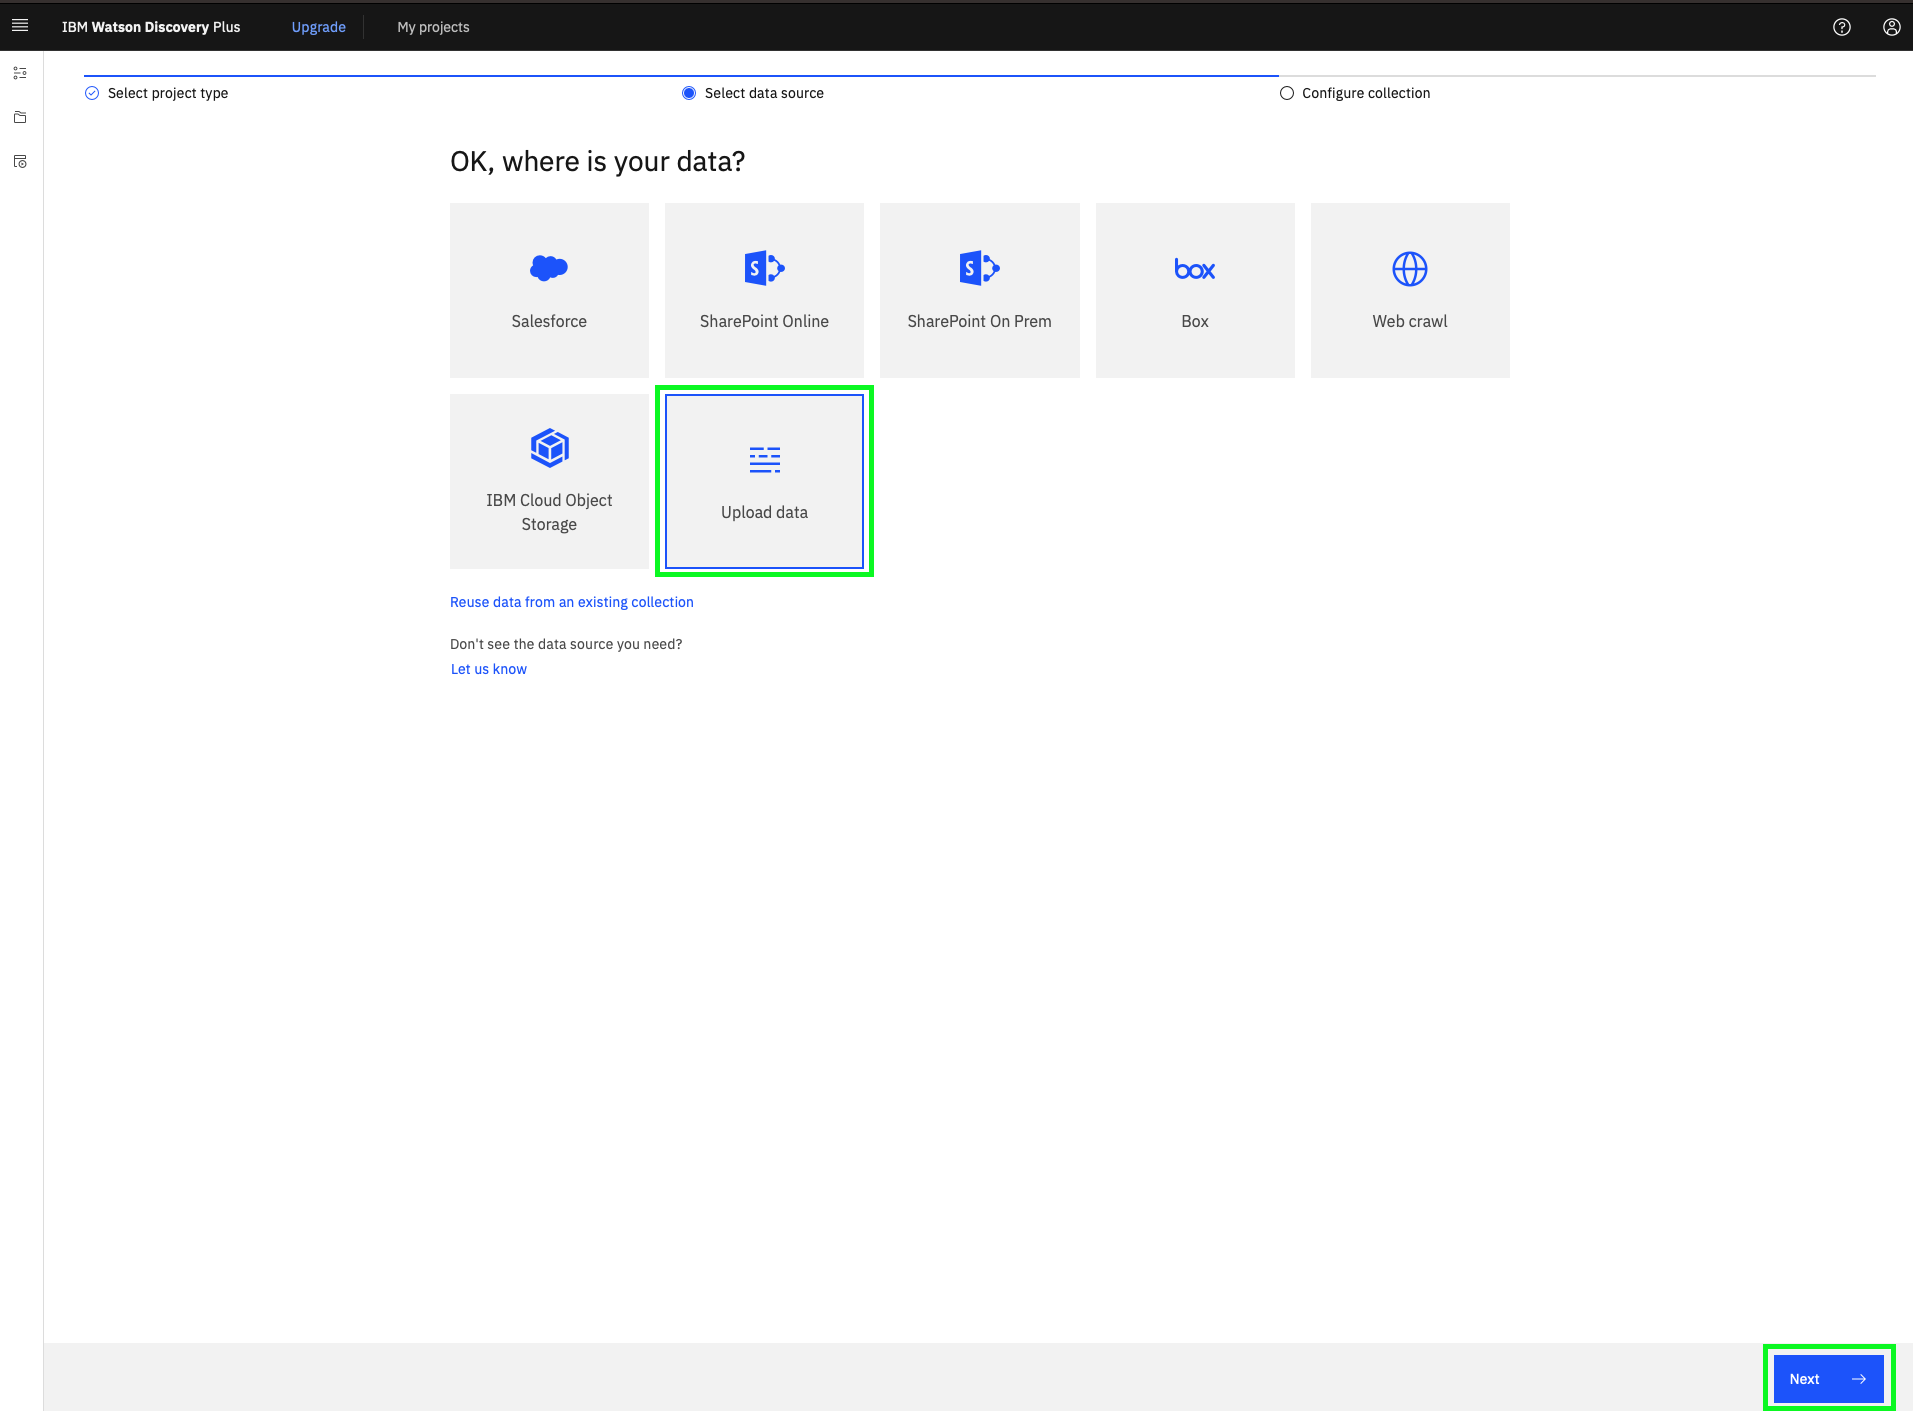 IBM Watson Discovery Plus
Upgrade
My projects
Select project type
Select data source
Configure collection
OK, where is your data?
Salesforce
S
SharePoint Online
S
SharePoint On Prem
box
Box
Web crawl
IBM Cloud Object
Storage
Upload data
Reuse data from an existing collection
Don't see the data source you need?
Let us know
Next